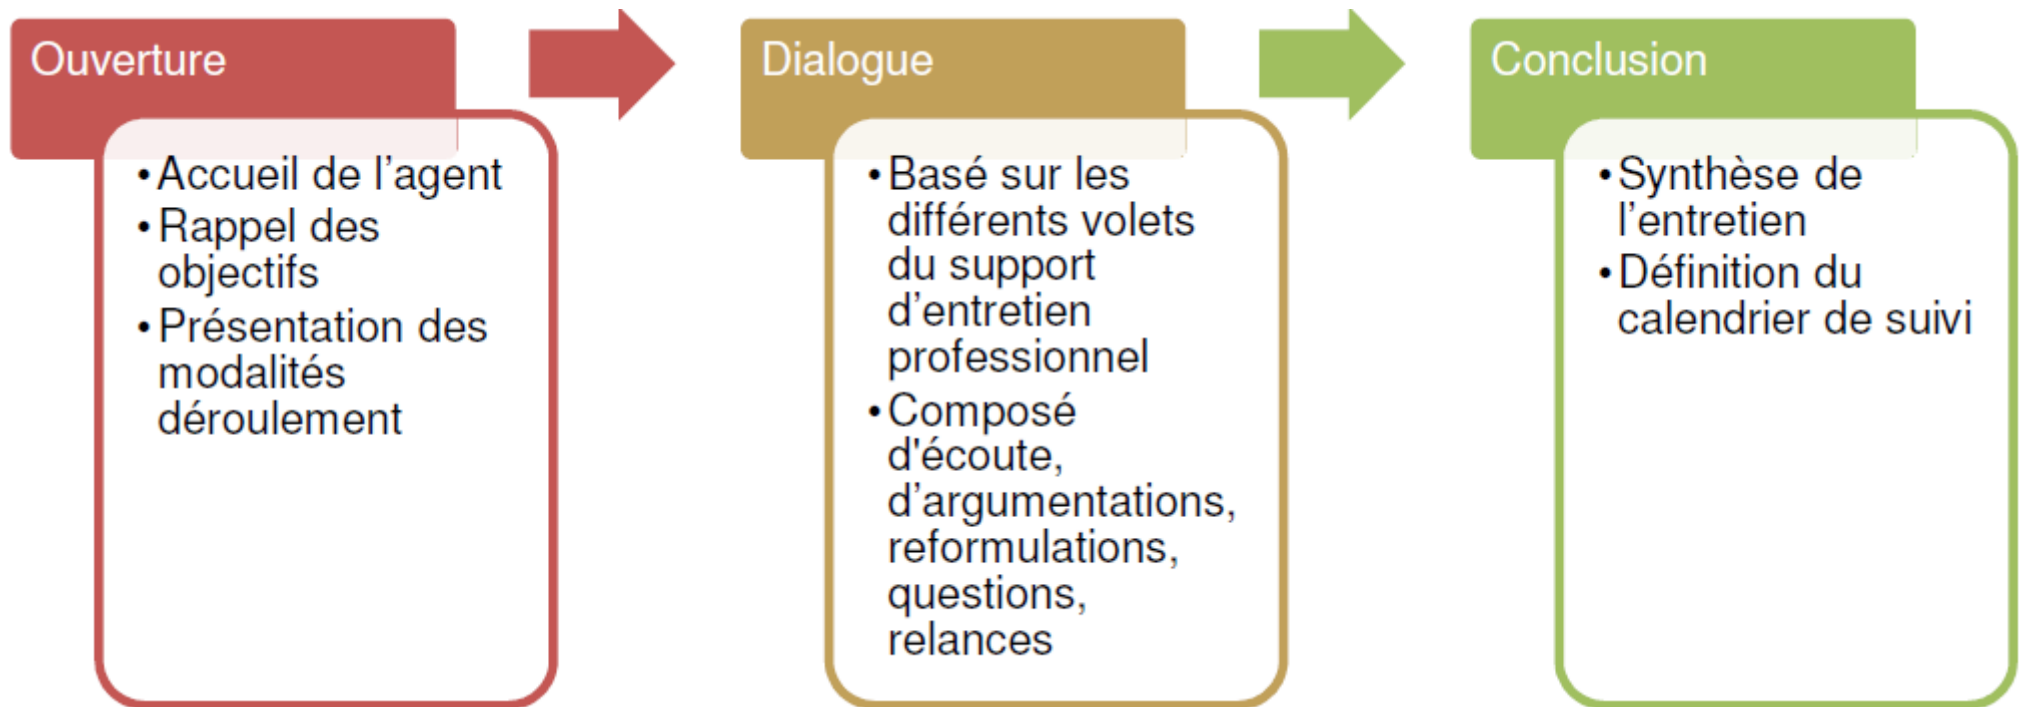 Ouverture
•Accueil de l’agent
•Rappel des
objectifs
•Présentation des
modalités
déroulement
Dialogue
•Basé sur les
différents volets
du support
d’entretien
professionnel
•Composé
d'écoute,
d’argumentations,
reformulations,
questions,
relances
Conclusion
•Synthèse de
l’entretien
•Définition du
calendrier de suivi